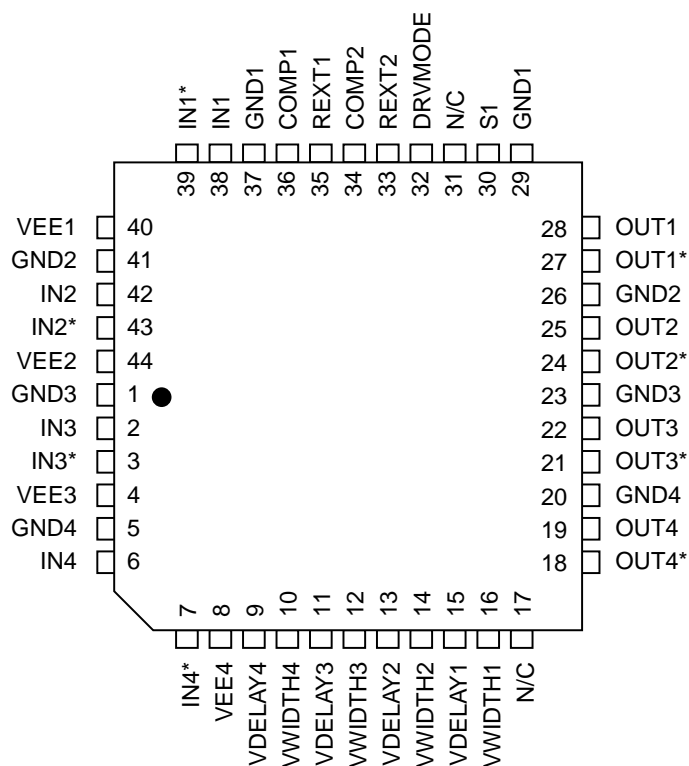 IN1*
IN1
GND1
COMP1
REXT1
COMP2
REXT2
DRVMODE
N/C
S1
GND1
39 38 37 36 35 34 33 32 31 30 29
VEE1 40 28 OUT1
GND2 41 27 OUT1*
IN2 42 26 GND2
IN2* 43 25 OUT2
VEE2 44 24 OUT2*
GND3 1 23 GND3
IN3 2 22 OUT3
IN3* 3 21 OUT3*
VEE3 4 20 GND4
GND4 5 19 OUT4
IN4 6 18 OUT4*
7 8 9 10 11 12 13 14 15 16 17
IN4*
VEE4
VDELAY4
VWIDTH4
VDELAY3
VWIDTH3
VDELAY2
VWIDTH2
VDELAY1
VWIDTH1
N/C